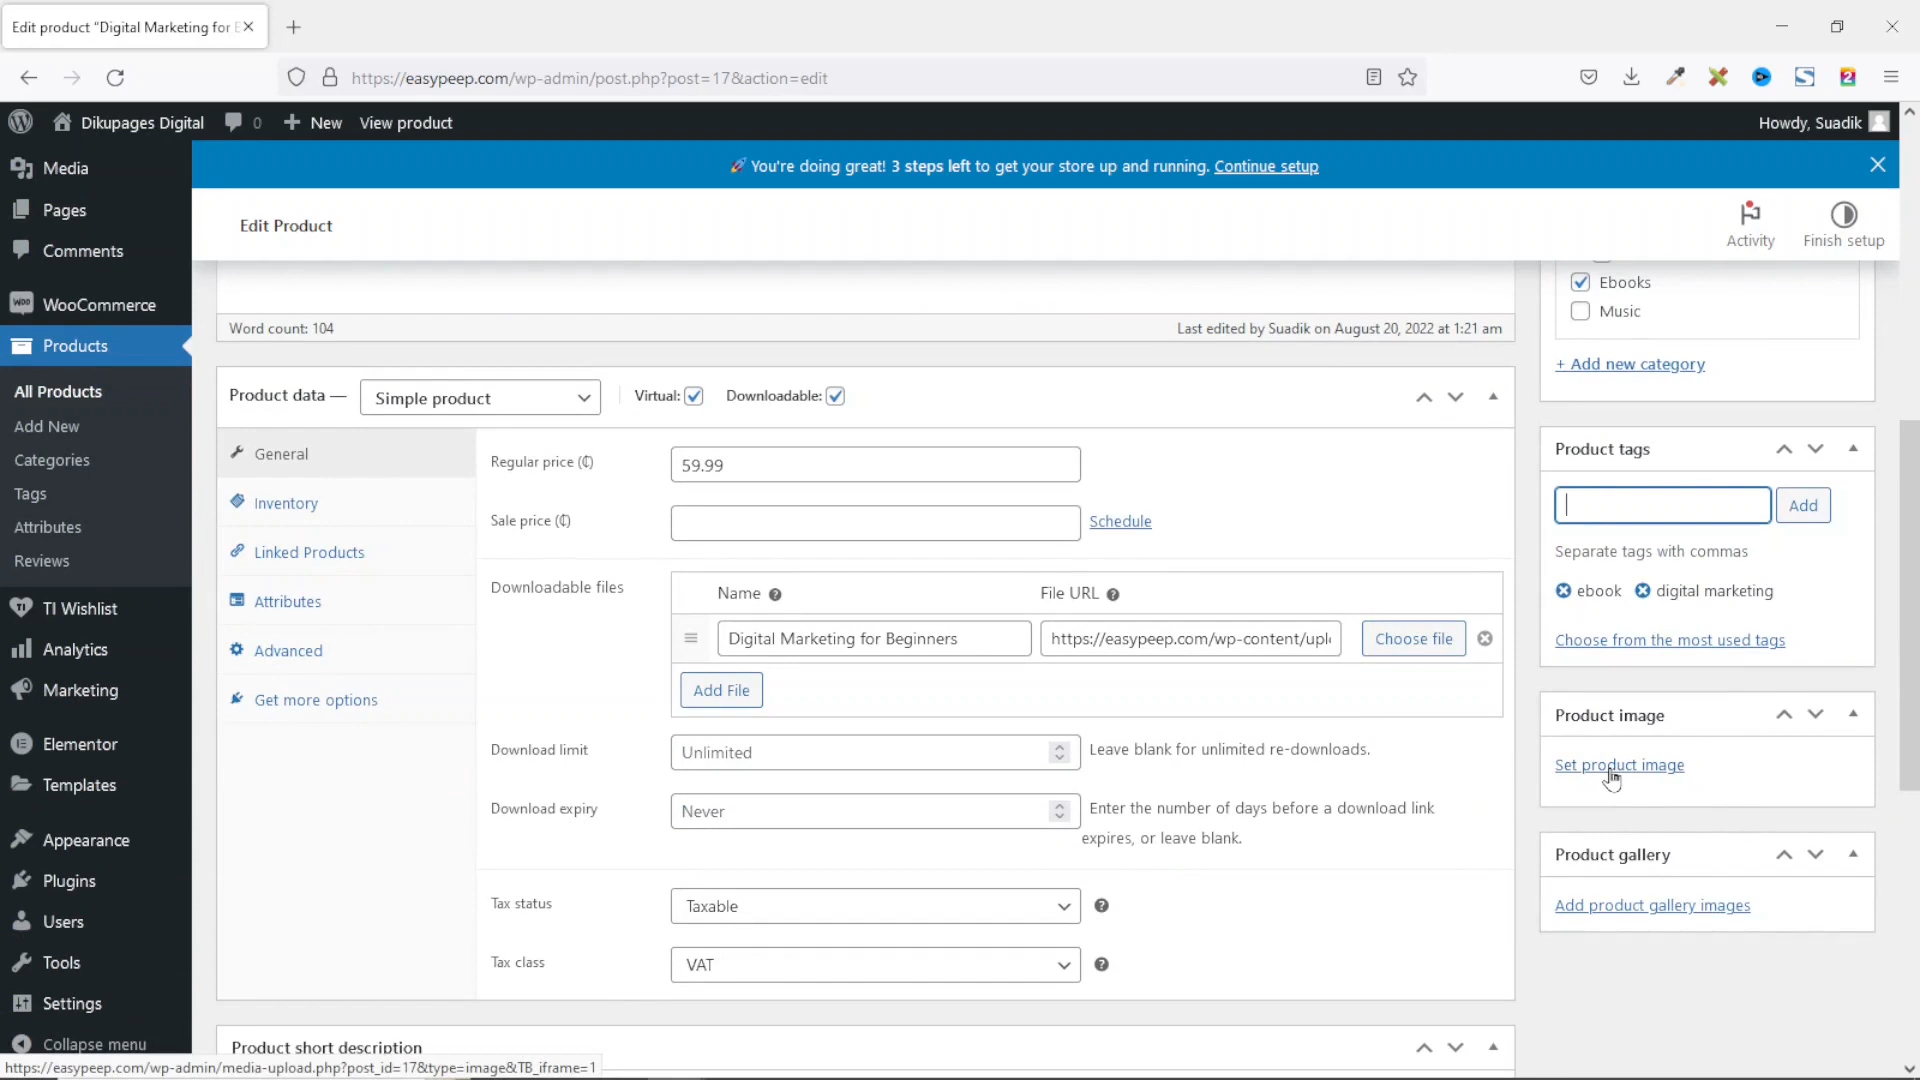 Edit product “Digital Marketing for
https://easypeep.com/wp-admin/post.php?post=17&action=edit
Dikupages Digital
0
New
View product
Howdy, Suadik
Media
Pages
Comments
WooCommerce
Products
All Products
Add New
Categories
Tags
Attributes
Reviews
TI Wishlist
Analytics
Marketing
Elementor
Templates
Appearance
Plugins
Users
Tools
Settings
Collapse menu
🚀 You're doing great! 3 steps left to get your store up and running. Continue setup
Edit Product
Activity
Finish setup
Word count: 104
Last edited by Suadik on August 20, 2022 at 1:21 am
Product data — Simple product
Virtual:
Downloadable:
General
Inventory
Linked Products
Attributes
Advanced
Get more options
Regular price (₵)
59.99
Sale price (₵)
Schedule
Downloadable files
Name
File URL
Digital Marketing for Beginners
https://easypeep.com/wp-content/upl
Choose file
Add File
Download limit
Unlimited
Leave blank for unlimited re-downloads.
Download expiry
Never
Enter the number of days before a download link
expires, or leave blank.
Tax status
Taxable
Tax class
VAT
Product short description
Ebooks
Music
+ Add new category
Product tags
Add
Separate tags with commas
ebook
digital marketing
Choose from the most used tags
Product image
Set product image
Product gallery
Add product gallery images
https://easypeep.com/wp-admin/media-upload.php?post_id=17&type=image&TB_iframe=1